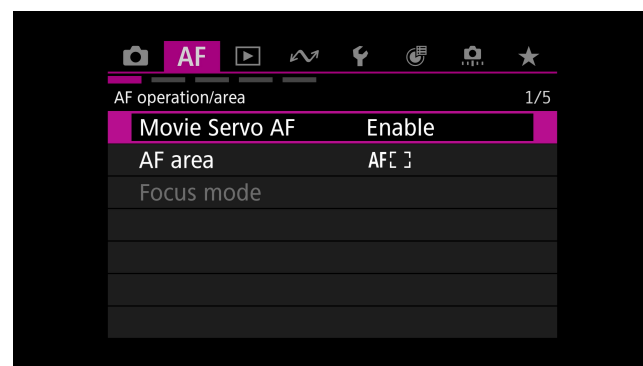 AF
AF operation/area 1/5
Movie Servo AF Enable
AF area AF[ ]
Focus mode